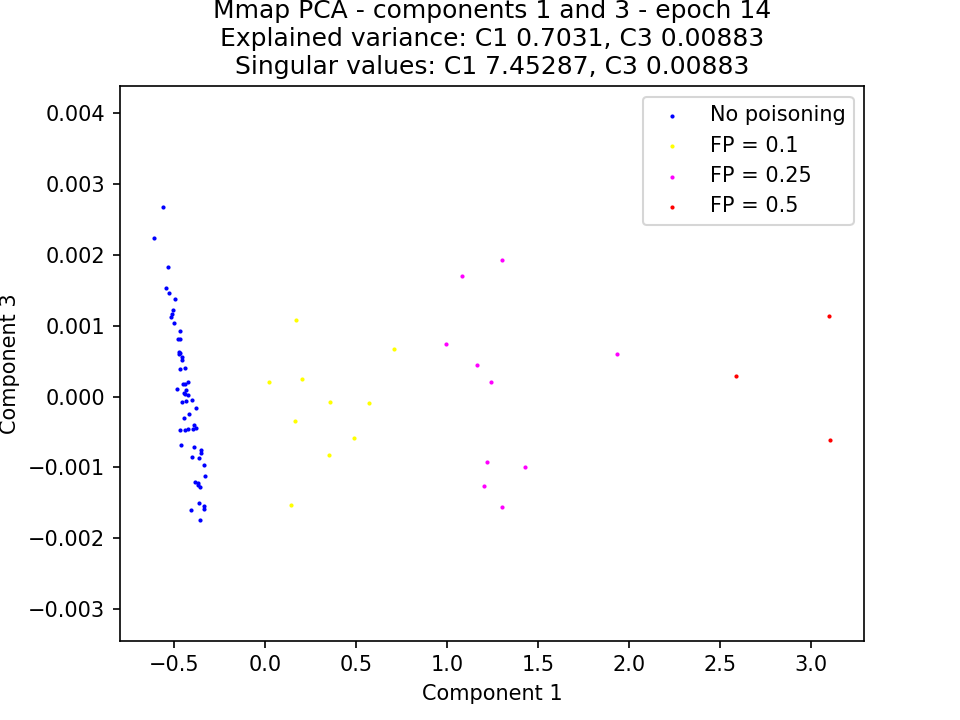 Mmap PCA - components 1 and 3 - epoch 14
Explained variance: C1 0.7031, C3 0.00883
Singular values: C1 7.45287, C3 0.00883
No poisoning
FP = 0.1
FP = 0.25
FP = 0.5
0.004
0.003
0.002
0.001
0.000
−0.001
−0.002
−0.003
Component 3
−0.5
0.0
0.5
1.0
1.5
2.0
2.5
3.0
Component 1